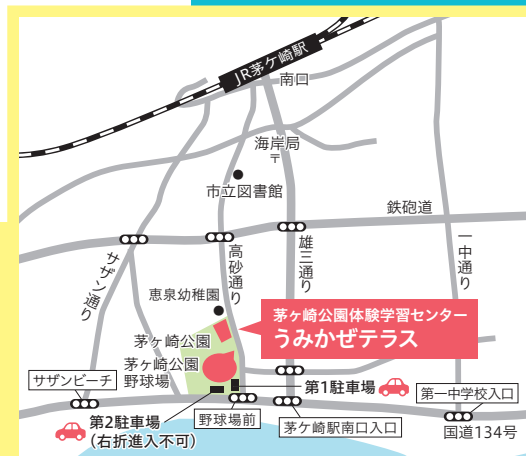 JR茅ケ崎駅
南口
海岸局
〒
市立図書館
鉄砲道
サザン通り
高砂通り
雄三通り
一中通り
恵泉幼稚園
茅ヶ崎公園体験学習センター
うみかぜテラス
茅ヶ崎公園
茅ヶ崎公園
野球場
サザンビーチ
第1駐車場
第一中学校入口
第2駐車場
(右折進入不可)
野球場前
茅ケ崎駅南口入口
国道134号